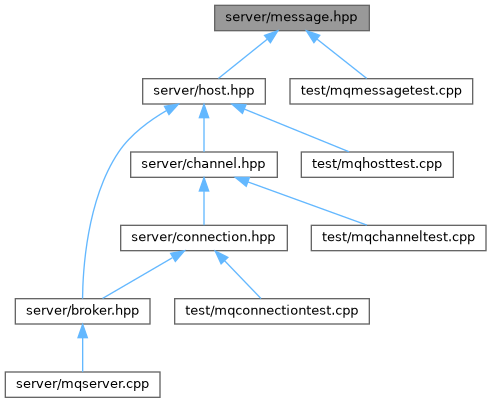 server/message.hpp
server/host.hpp
test/mqmessagetest.cpp
server/channel.hpp
test/mqhosttest.cpp
server/connection.hpp
test/mqchanneltest.cpp
server/broker.hpp
test/mqconnectiontest.cpp
server/mqserver.cpp